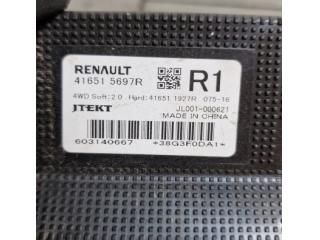 RENAULT
41651 5697R
R1
4WD Soft:2.0 Hard:41651 1927R 075-16
JTEKT
JL001-000621
MADE IN CHINA
603140667
*38G3F0DA1*